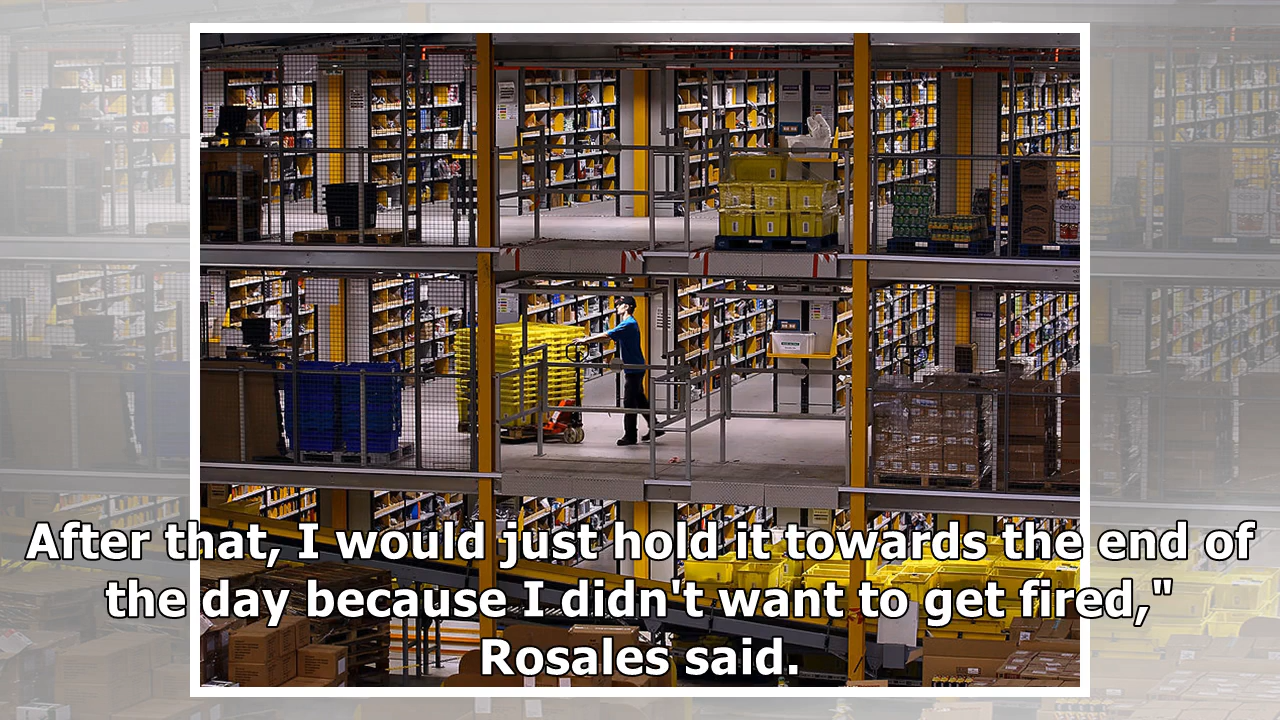 After that, I would just hold it towards the end of
the day because I didn't want to get fired,"
Rosales said.